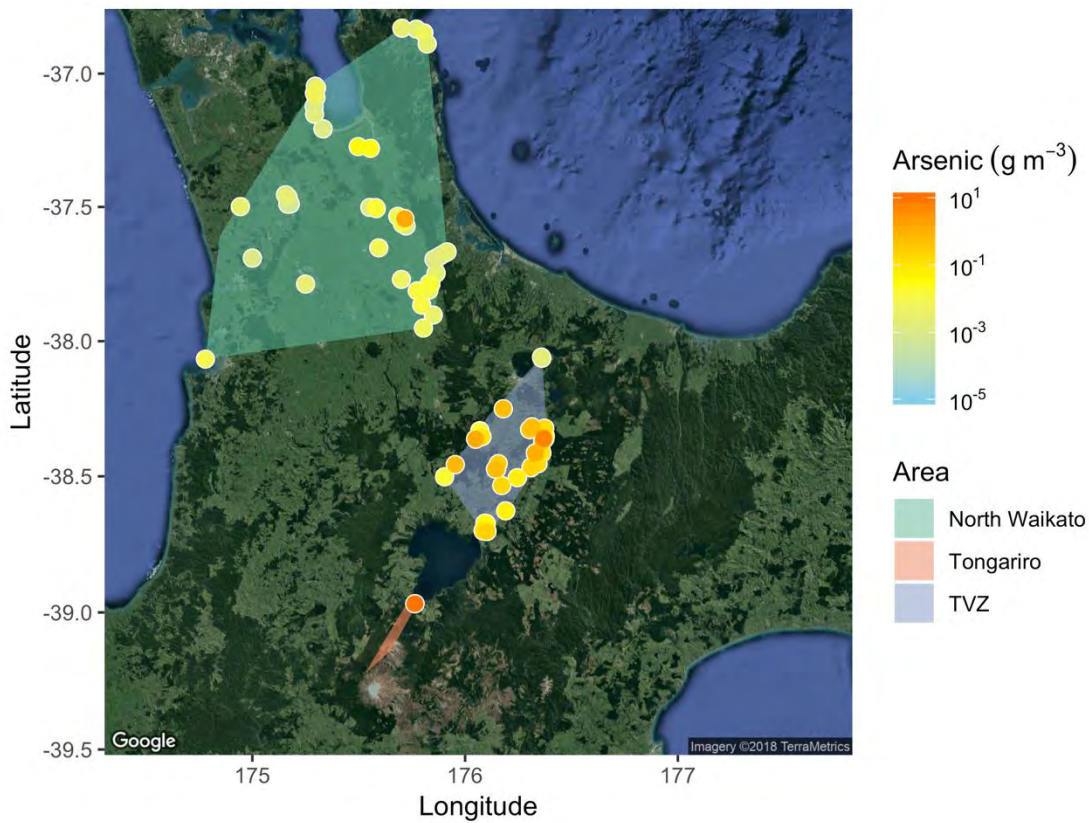 Latitude
-37.0
-37.5
-38.0
-38.5
-39.0
-39.5
Google
Imagery ©2018 TerraMetrics
175
176
177
Longitude
Arsenic (g m⁻³)
10¹
10⁻¹
10⁻³
10⁻⁵
Area
North Waikato
Tongariro
TVZ